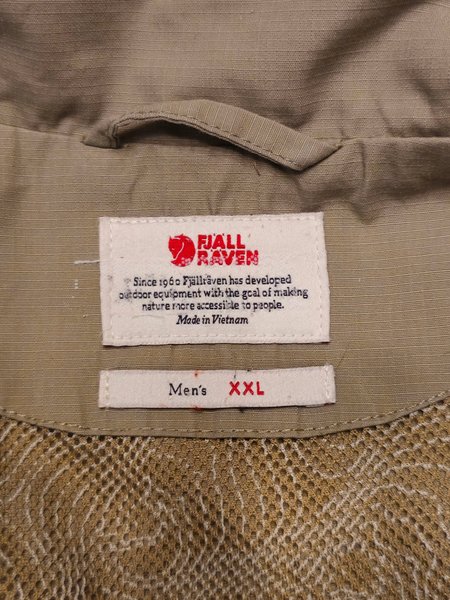 FJÄLL
RÄVEN
Since 1960 Fjällräven has developed
outdoor equipment with the goal of making
nature more accessible to people.
Made in Vietnam
Men's XXL